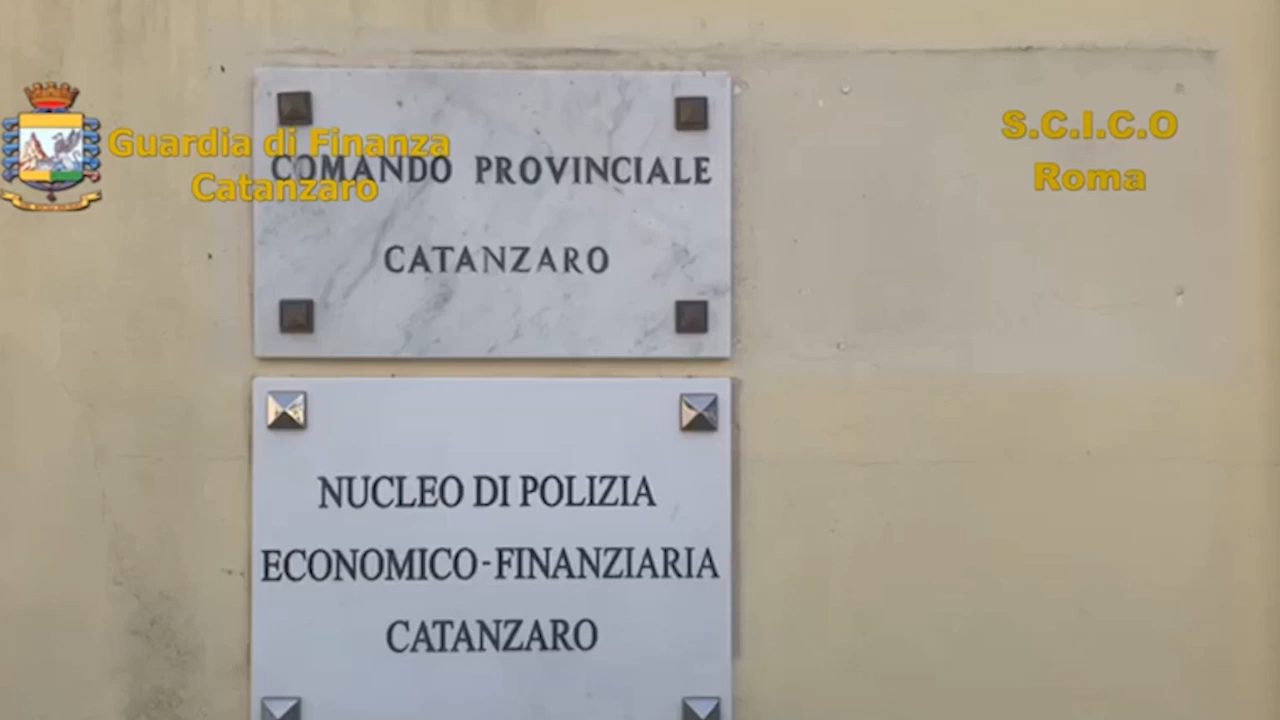 Guardia di Finanza
Catanzaro
S.C.I.C.O
Roma
COMANDO PROVINCIALE
CATANZARO
NUCLEO DI POLIZIA
ECONOMICO-FINANZIARIA
CATANZARO